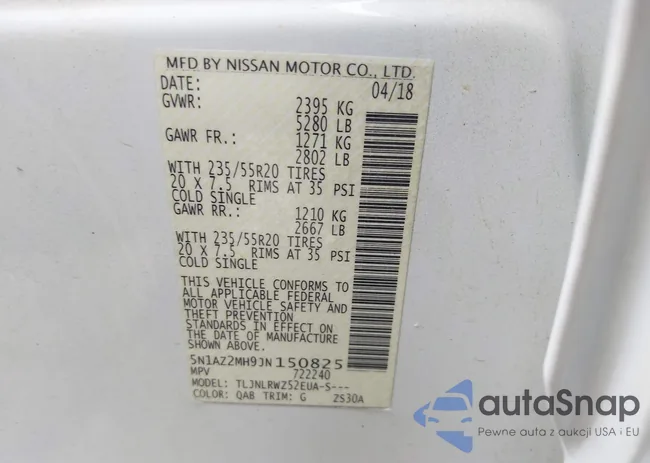 MFD BY NISSAN MOTOR CO., LTD.
DATE: 04/18
GVWR: 2395 KG
5280 LB
GAWR FR.: 1271 KG
2802 LB
WITH 235/55R20 TIRES
20 X 7.5 RIMS AT 35 PSI
COLD SINGLE
GAWR RR.: 1210 KG
2667 LB
WITH 235/55R20 TIRES
20 X 7.5 RIMS AT 35 PSI
COLD SINGLE
THIS VEHICLE CONFORMS TO
ALL APPLICABLE FEDERAL
MOTOR VEHICLE SAFETY AND
THEFT PREVENTION
STANDARDS IN EFFECT ON
THE DATE OF MANUFACTURE
SHOWN ABOVE.
5N1AZ2MH9JN150825
MPV 722240
MODEL: TLJNLRWZ52EUA-S---
COLOR: QAB TRIM: G 2S30A
autoSnap
Pewne auta z aukcji USA i EU